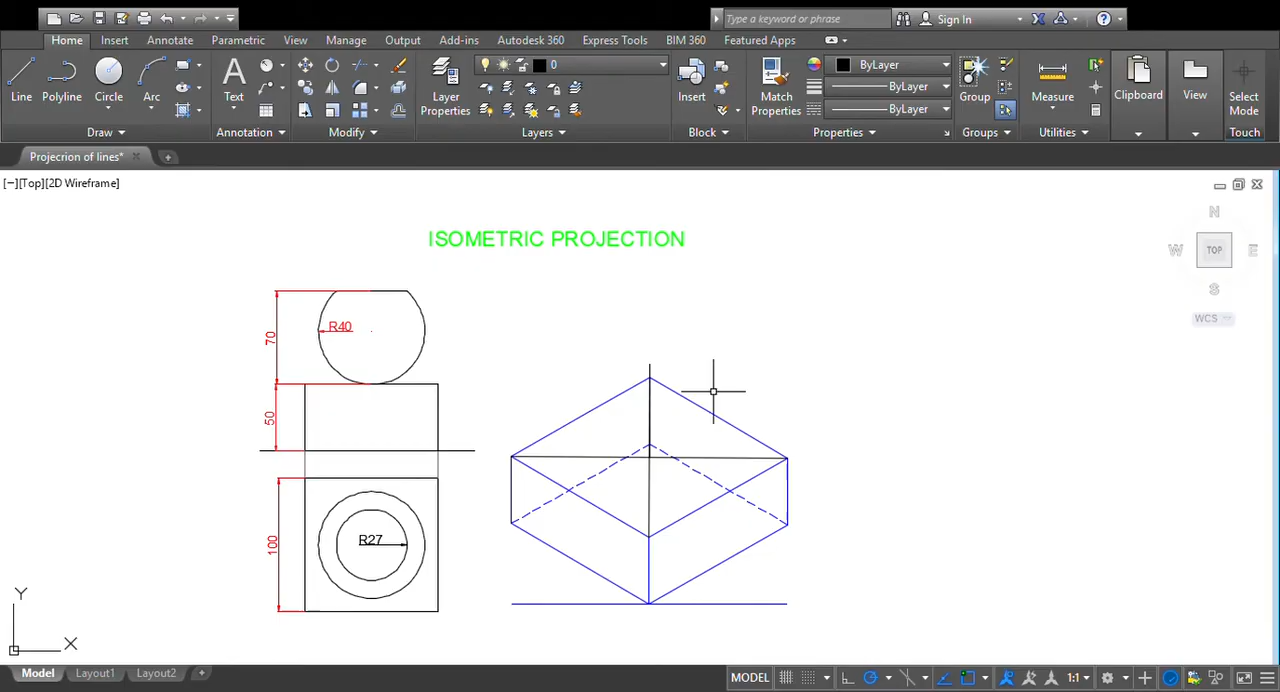 Type a keyword or phrase
Sign In
?
Home Insert Annotate Parametric View Manage Output Add-ins Autodesk 360 Express Tools BIM 360 Featured Apps
0
ByLayer
ByLayer
ByLayer
Line Polyline Circle Arc
Text
Layer Properties
Insert
Match Properties
Group
Measure
Clipboard
View
Select Mode
Draw Annotation Modify Layers Block Properties Groups Utilities Touch
Projecrion of lines*
[−][Top][2D Wireframe]
N
W TOP E
S
WCS
ISOMETRIC PROJECTION
R40
70
50
R27
100
Y
X
Model Layout1 Layout2 +
MODEL
1:1